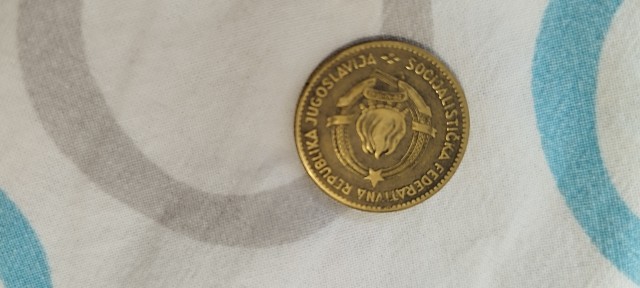 SOCIJALISTIČKA FEDERATIVNA REPUBLIKA JUGOSLAVIJA